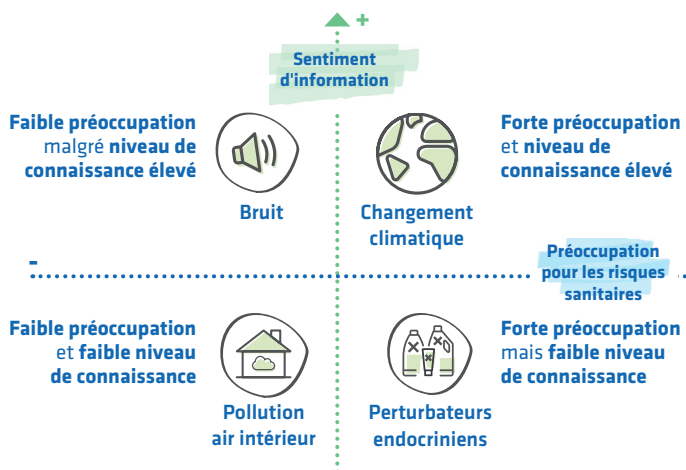 +
Sentiment
d'information
Faible préoccupation
malgré niveau de
connaissance élevé
Bruit
Changement
climatique
Forte préoccupation
et niveau de
connaissance élevé
-
Préoccupation
pour les risques
sanitaires
Faible préoccupation
et faible niveau
de connaissance
Pollution
air intérieur
Perturbateurs
endocriniens
Forte préoccupation
mais faible niveau
de connaissance